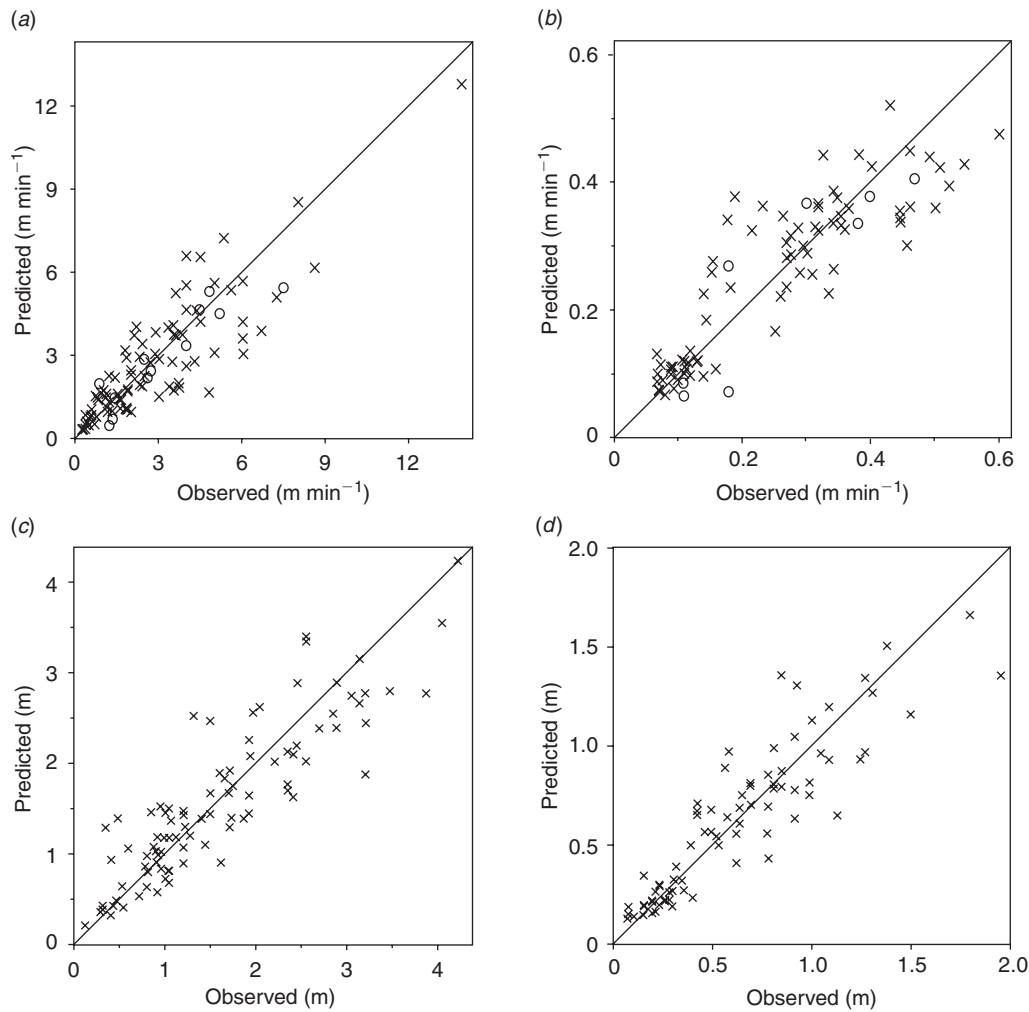 (a)
12
9
6
3
0
0 3 6 9 12
Predicted (m min⁻¹)
Observed (m min⁻¹)
(b)
0.6
0.4
0.2
0
0 0.2 0.4 0.6
Predicted (m min⁻¹)
Observed (m min⁻¹)
(c)
4
3
2
1
0
0 1 2 3 4
Predicted (m)
Observed (m)
(d)
2.0
1.5
1.0
0.5
0
0 0.5 1.0 1.5 2.0
Predicted (m)
Observed (m)